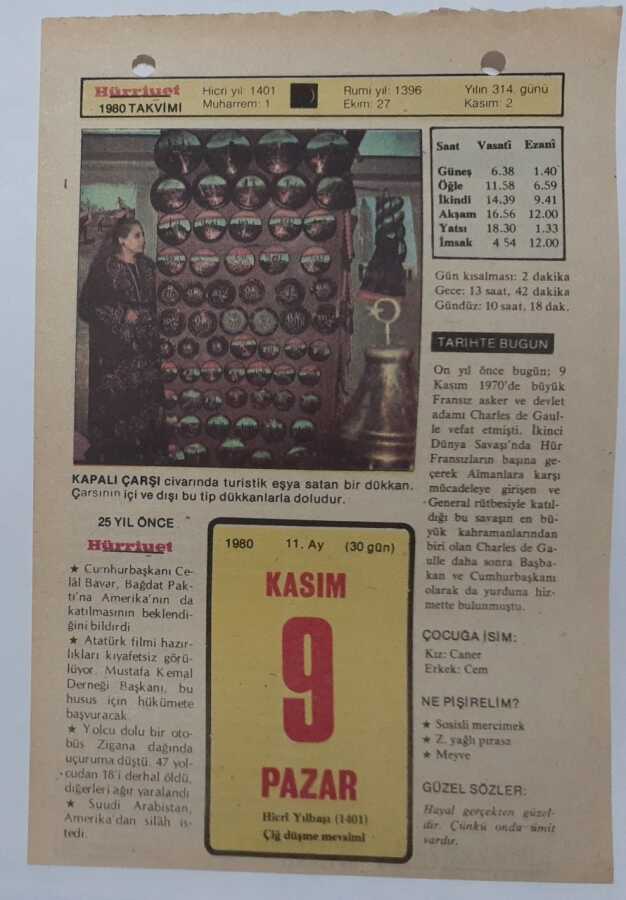 Hürriyet
1980 TAKVİMİ
Hicri yıl: 1401
Muharrem: 1
Rumi yıl: 1396
Ekim: 27
Yılın 314. günü
Kasım: 2
Saat Vasatî Ezanî
Güneş 6.38 1.40
Öğle 11.58 6.59
İkindi 14.39 9.41
Akşam 16.56 12.00
Yatsı 18.30 1.33
İmsak 4 54 12.00
Gün kısalması: 2 dakika
Gece: 13 saat, 42 dakika
Gündüz: 10 saat, 18 dak.
KAPALI ÇARŞI civarında turistik eşya satan bir dükkan.
Çarşının içi ve dışı bu tip dükkanlarla doludur.
25 YIL ÖNCE
Hürriyet
★ Cumhurbaşkanı Ce-
lâl Bayar, Bağdat Pak-
tı'na Amerika'nın da
katılmasının beklendi-
ğini bildirdi
★ Atatürk filmi hazır-
lıkları kıyafetsiz görü-
lüyor. Mustafa Kemal
Derneği Başkanı, bu
husus için hükümete
başvuracak.
★ Yolcu dolu bir oto-
büs Zigana dağında
uçuruma düştü. 47 yol-
cudan 18'i derhal öldü,
diğerleri ağır yaralandı
★ Suudi Arabistan,
Amerika'dan silâh is-
tedi.
1980 11. Ay (30 gün)
KASIM
9
PAZAR
Hicrî Yılbaşı (1401)
Çiğ düşme mevsimi
TARİHTE BUGÜN
On yıl önce bugün; 9
Kasım 1970'de büyük
Fransız asker ve devlet
adamı Charles de Gaul-
le vefat etmişti. İkinci
Dünya Savaşı'nda Hür
Fransızların başına ge-
çerek Almanlara karşı
mücadeleye girişen ve
General rütbesiyle katıl-
dığı bu savaşın en bü-
yük kahramanlarından
biri olan Charles de Ga-
ulle daha sonra Başba-
kan ve Cumhurbaşkanı
olarak da yurduna hiz-
mette bulunmuştu.
ÇOCUĞA İSİM:
Kız: Caner
Erkek: Cem
NE PİŞİRELİM?
★ Sosisli mercimek
★ Z. yağlı pırasa
★ Meyve
GÜZEL SÖZLER:
Hayal gerçekten güzel-
dir. Çünkü onda ümit
vardır.